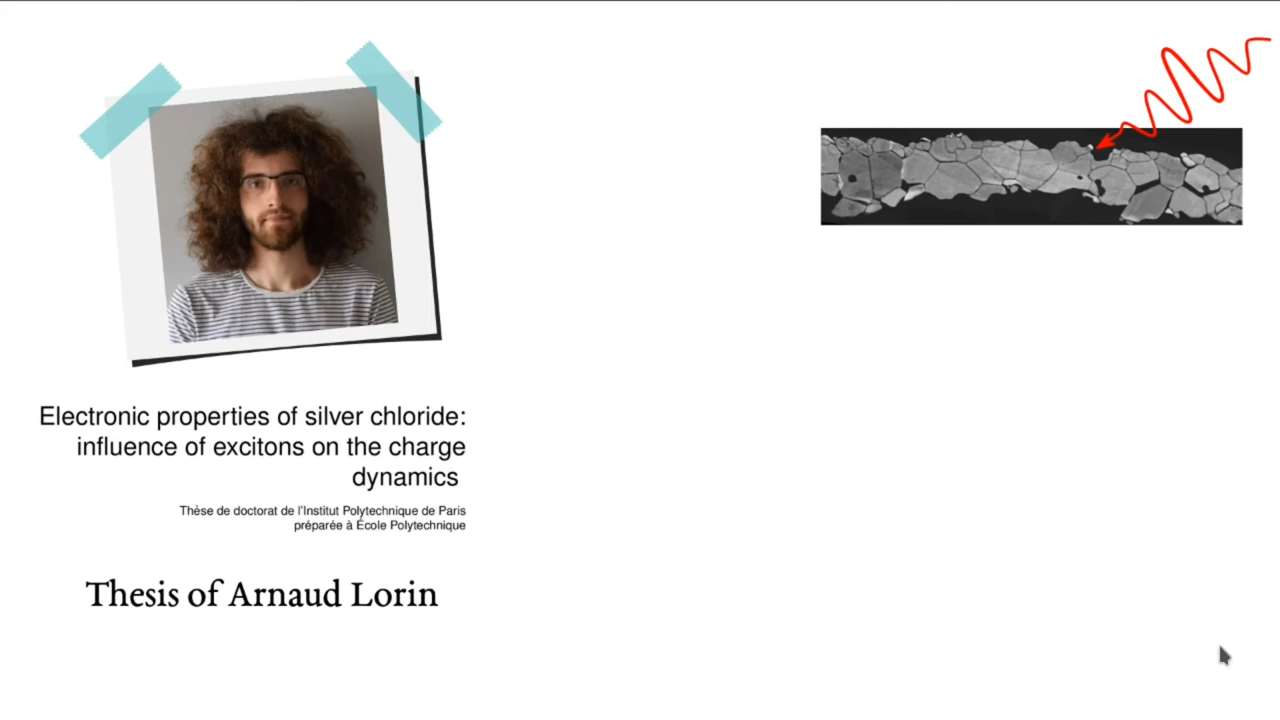 Electronic properties of silver chloride:
influence of excitons on the charge
dynamics
Thèse de doctorat de l'Institut Polytechnique de Paris
préparée à École Polytechnique
Thesis of Arnaud Lorin